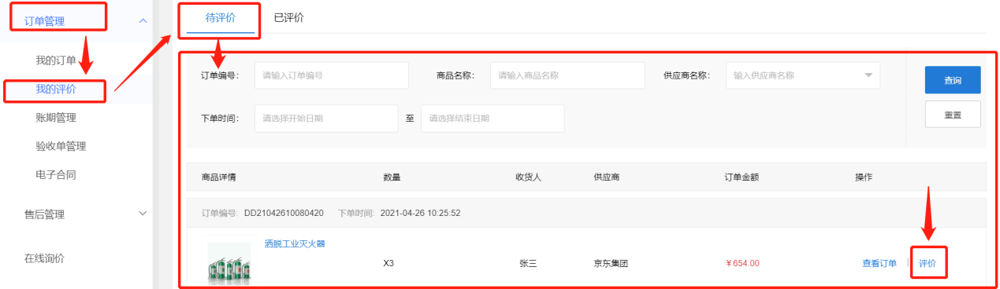 订单管理
我的订单
我的评价
账期管理
验收单管理
电子合同
售后管理
在线询价
待评价 已评价
订单编号: 请输入订单编号 商品名称: 请输入商品名称 供应商名称: 输入供应商名称 查询
下单时间: 请选择开始日期 至 请选择结束日期 重置
商品详情 数量 收货人 供应商 订单金额 操作
订单编号: DD21042610080420 下单时间: 2021-04-26 10:25:52
洒脱工业灭火器
X3 张三 京东集团 ¥654.00 查看订单 | 评价